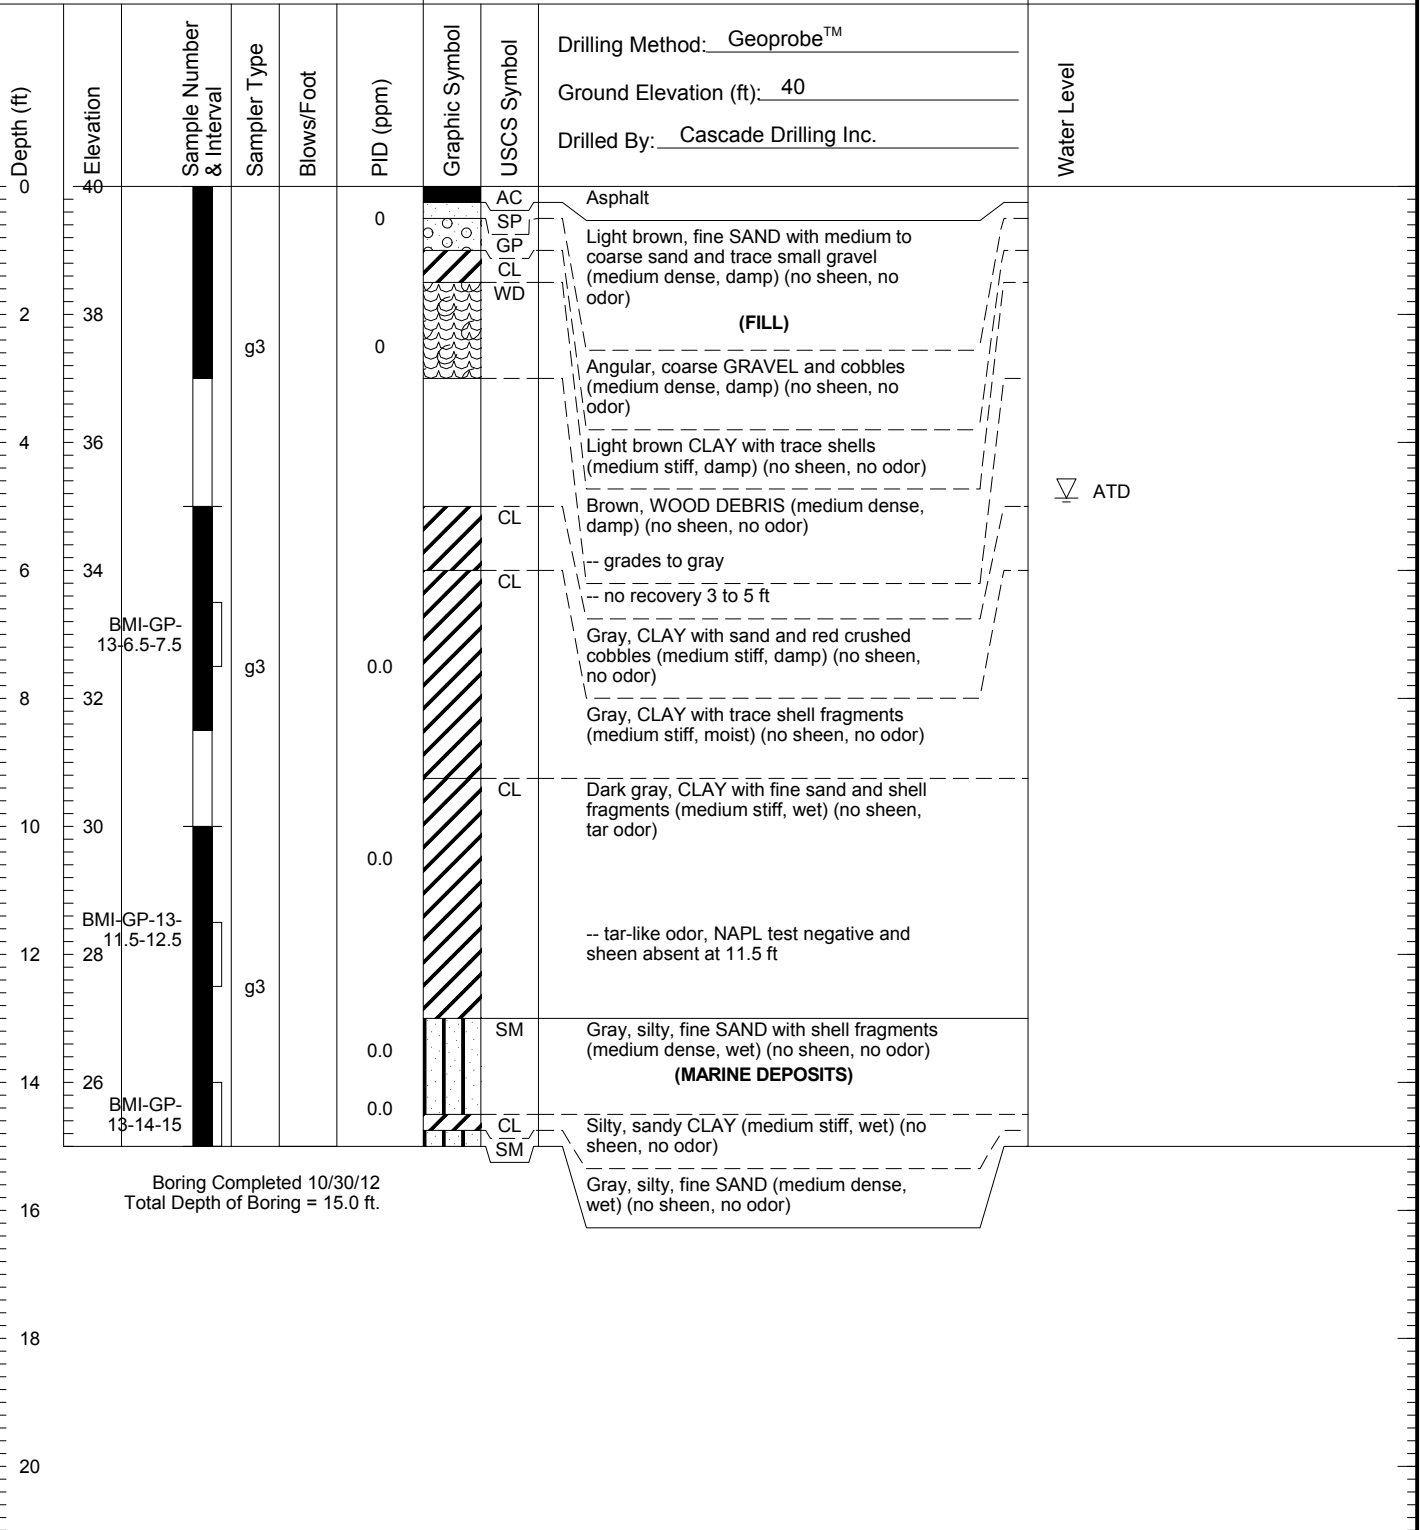 Depth (ft)
Elevation
Sample Number
& Interval
Sampler Type
Blows/Foot
PID (ppm)
Graphic Symbol
USCS Symbol
Drilling Method: Geoprobe™
Ground Elevation (ft): 40
Drilled By: Cascade Drilling Inc.
Water Level
0 40
AC Asphalt
0 SP
GP
CL
WD
Light brown, fine SAND with medium to
coarse sand and trace small gravel
(medium dense, damp) (no sheen, no
odor)
(FILL)
2 38
g3 0
Angular, coarse GRAVEL and cobbles
(medium dense, damp) (no sheen, no
odor)
4 36
Light brown CLAY with trace shells
(medium stiff, damp) (no sheen, no odor)
ATD
CL
Brown, WOOD DEBRIS (medium dense,
damp) (no sheen, no odor)
-- grades to gray
6 34
CL
-- no recovery 3 to 5 ft
BMI-GP-
13-6.5-7.5
g3 0.0
Gray, CLAY with sand and red crushed
cobbles (medium stiff, damp) (no sheen,
no odor)
8 32
Gray, CLAY with trace shell fragments
(medium stiff, moist) (no sheen, no odor)
CL
Dark gray, CLAY with fine sand and shell
fragments (medium stiff, wet) (no sheen,
tar odor)
10 30
0.0
BMI-GP-13-
11.5-12.5
-- tar-like odor, NAPL test negative and
sheen absent at 11.5 ft
12 28
g3
SM
Gray, silty, fine SAND with shell fragments
(medium dense, wet) (no sheen, no odor)
0.0
(MARINE DEPOSITS)
14 26
BMI-GP-
13-14-15
0.0
CL
Silty, sandy CLAY (medium stiff, wet) (no
sheen, no odor)
SM
Gray, silty, fine SAND (medium dense,
wet) (no sheen, no odor)
Boring Completed 10/30/12
Total Depth of Boring = 15.0 ft.
16
18
20